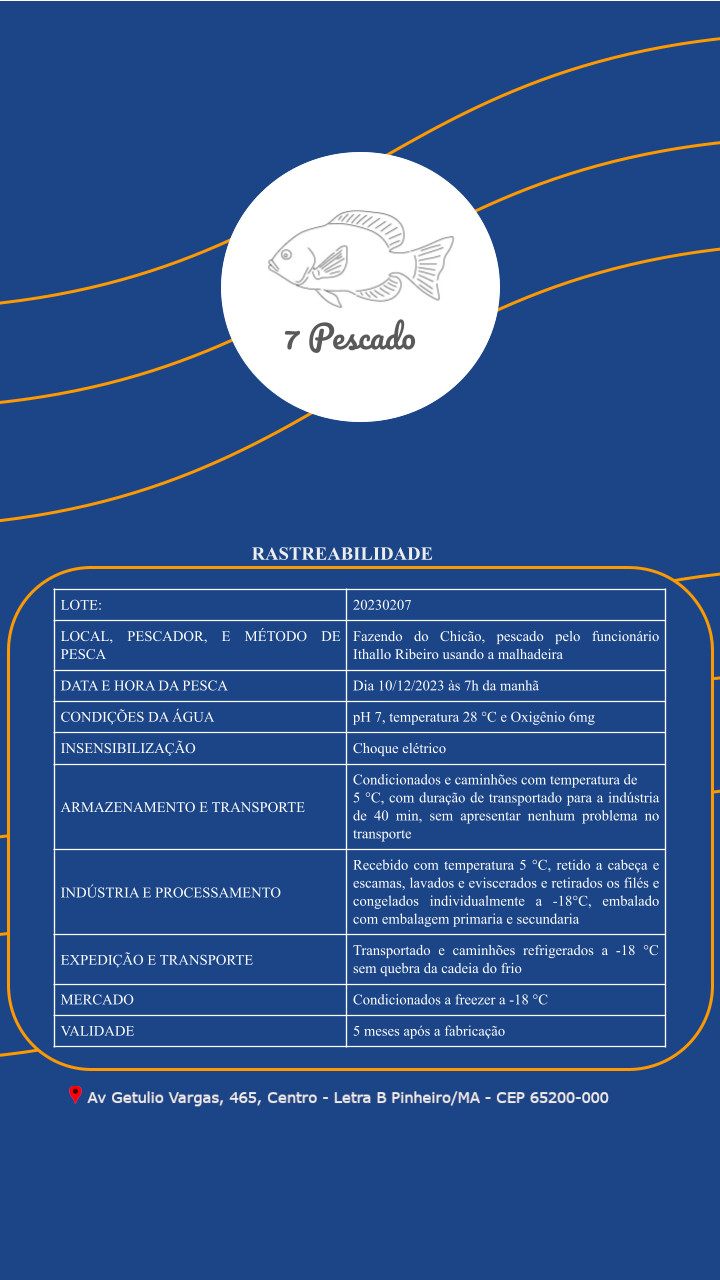 7 Pescado
RASTREABILIDADE
LOTE:
20230207
LOCAL, PESCADOR, E MÉTODO DE
PESCA
Fazendo do Chicão, pescado pelo funcionário
Ithallo Ribeiro usando a malhadeira
DATA E HORA DA PESCA
Dia 10/12/2023 às 7h da manhã
CONDIÇÕES DA ÁGUA
pH 7, temperatura 28 °C e Oxigênio 6mg
INSENSIBILIZAÇÃO
Choque elétrico
ARMAZENAMENTO E TRANSPORTE
Condicionados e caminhões com temperatura de
5 °C, com duração de transportado para a indústria
de 40 min, sem apresentar nenhum problema no
transporte
INDÚSTRIA E PROCESSAMENTO
Recebido com temperatura 5 °C, retido a cabeça e
escamas, lavados e eviscerados e retirados os filés e
congelados individualmente a -18°C, embalado
com embalagem primaria e secundaria
EXPEDIÇÃO E TRANSPORTE
Transportado e caminhões refrigerados a -18 °C
sem quebra da cadeia do frio
MERCADO
Condicionados a freezer a -18 °C
VALIDADE
5 meses após a fabricação
Av Getulio Vargas, 465, Centro - Letra B Pinheiro/MA - CEP 65200-000